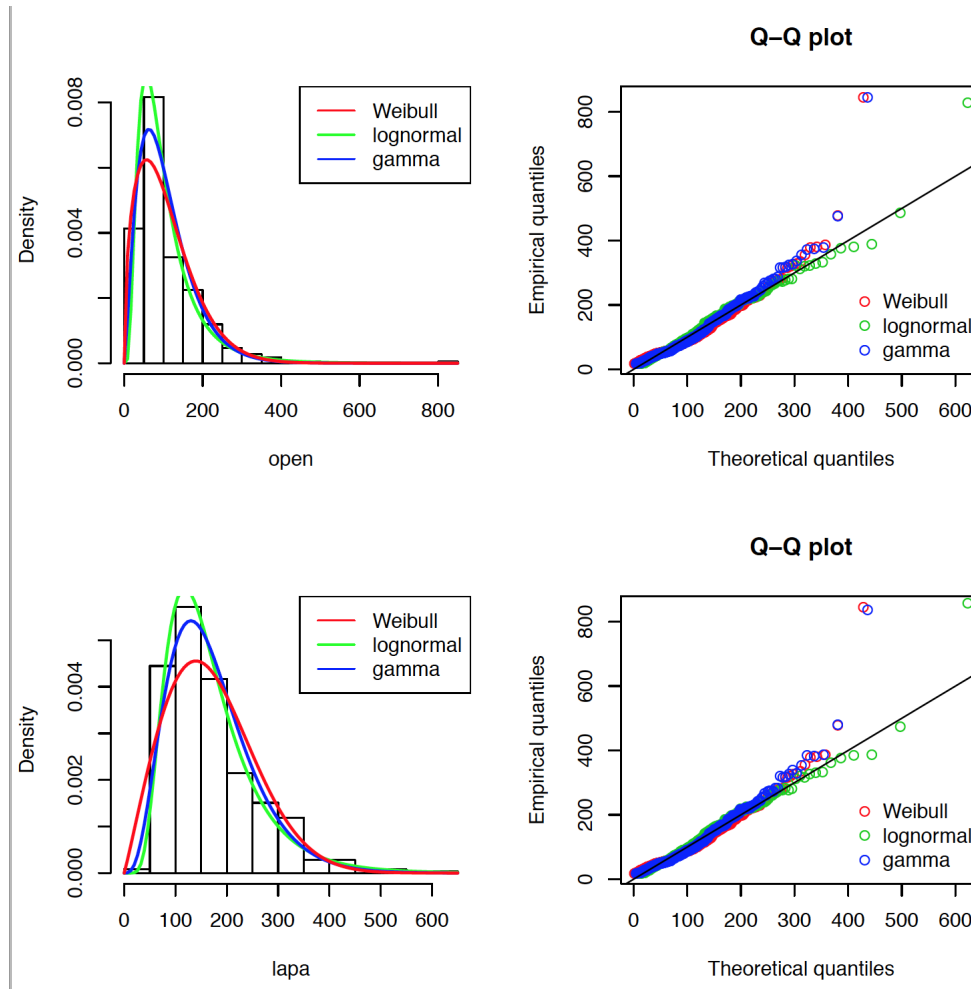 Density
0.000
0.004
0.008
0
200
400
600
800
open
Weibull
lognormal
gamma
Q–Q plot
Empirical quantiles
0
200
400
600
800
0
100
200
300
400
500
600
Theoretical quantiles
Weibull
lognormal
gamma
Density
0.000
0.002
0.004
0
100
200
300
400
500
600
lapa
Weibull
lognormal
gamma
Q–Q plot
Empirical quantiles
0
200
400
600
800
0
100
200
300
400
500
600
Theoretical quantiles
Weibull
lognormal
gamma